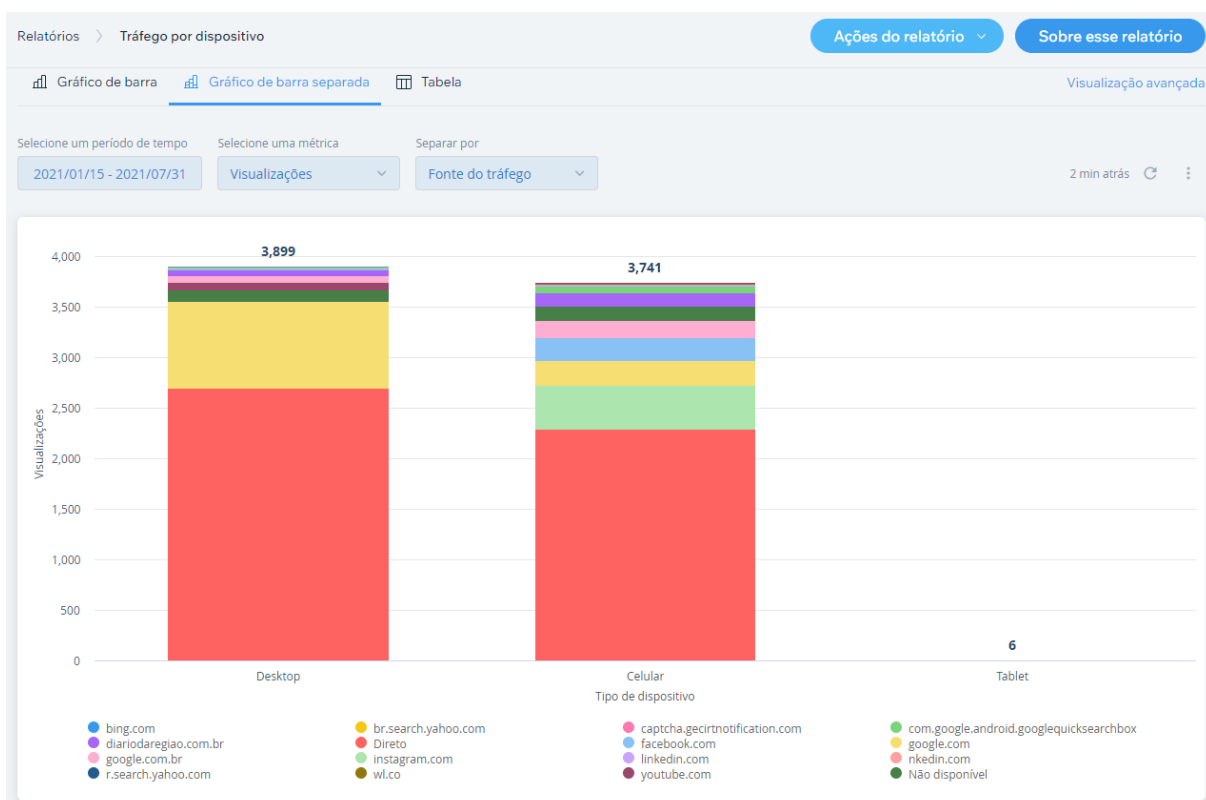 Relatórios > Tráfego por dispositivo Ações do relatório Sobre esse relatório
Gráfico de barra Gráfico de barra separada Tabela Visualização avançada
Selecione um período de tempo Selecione uma métrica Separar por
2021/01/15 - 2021/07/31 Visualizações Fonte do tráfego 2 min atrás
3,899
4,000
3,741
3,500
3,000
2,500
Visualizações
2,000
1,500
1,000
500
6
0
Desktop Celular Tablet
Tipo de dispositivo
bing.com br.search.yahoo.com captcha.gecirtnotification.com com.google.android.googlequicksearchbox
diariodaregiao.com.br Direto facebook.com google.com
google.com.br instagram.com linkedin.com nkedin.com
r.search.yahoo.com wl.co youtube.com Não disponível